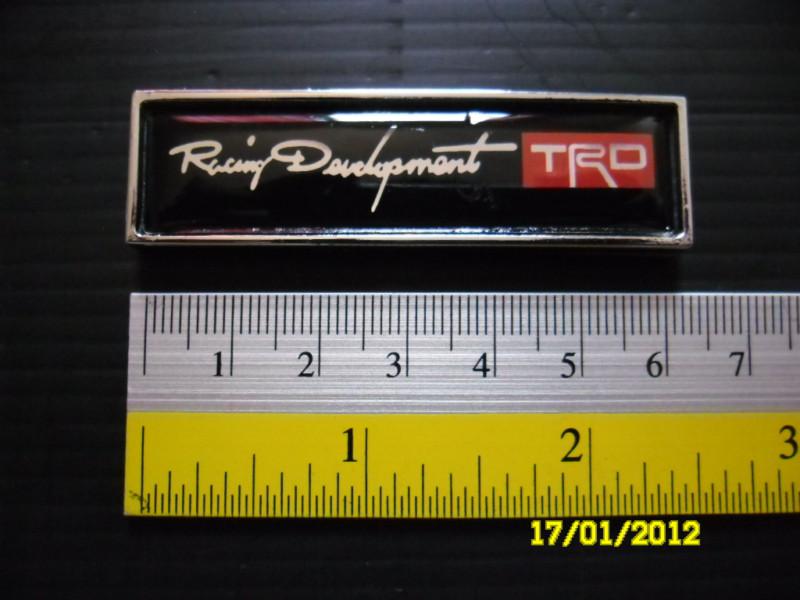 Racing Development TRD
1 2 3 4 5 6 7
1 2 3
17/01/2012